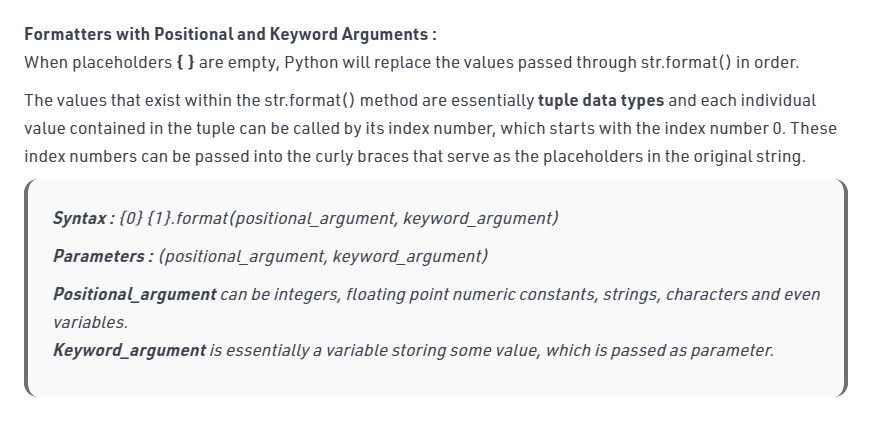 Formatters with Positional and Keyword Arguments :
When placeholders { } are empty, Python will replace the values passed through str.format() in order.
The values that exist within the str.format() method are essentially tuple data types and each individual
value contained in the tuple can be called by its index number, which starts with the index number 0. These
index numbers can be passed into the curly braces that serve as the placeholders in the original string.
Syntax : {0} {1}.format(positional_argument, keyword_argument)
Parameters : (positional_argument, keyword_argument)
Positional_argument can be integers, floating point numeric constants, strings, characters and even
variables.
Keyword_argument is essentially a variable storing some value, which is passed as parameter.